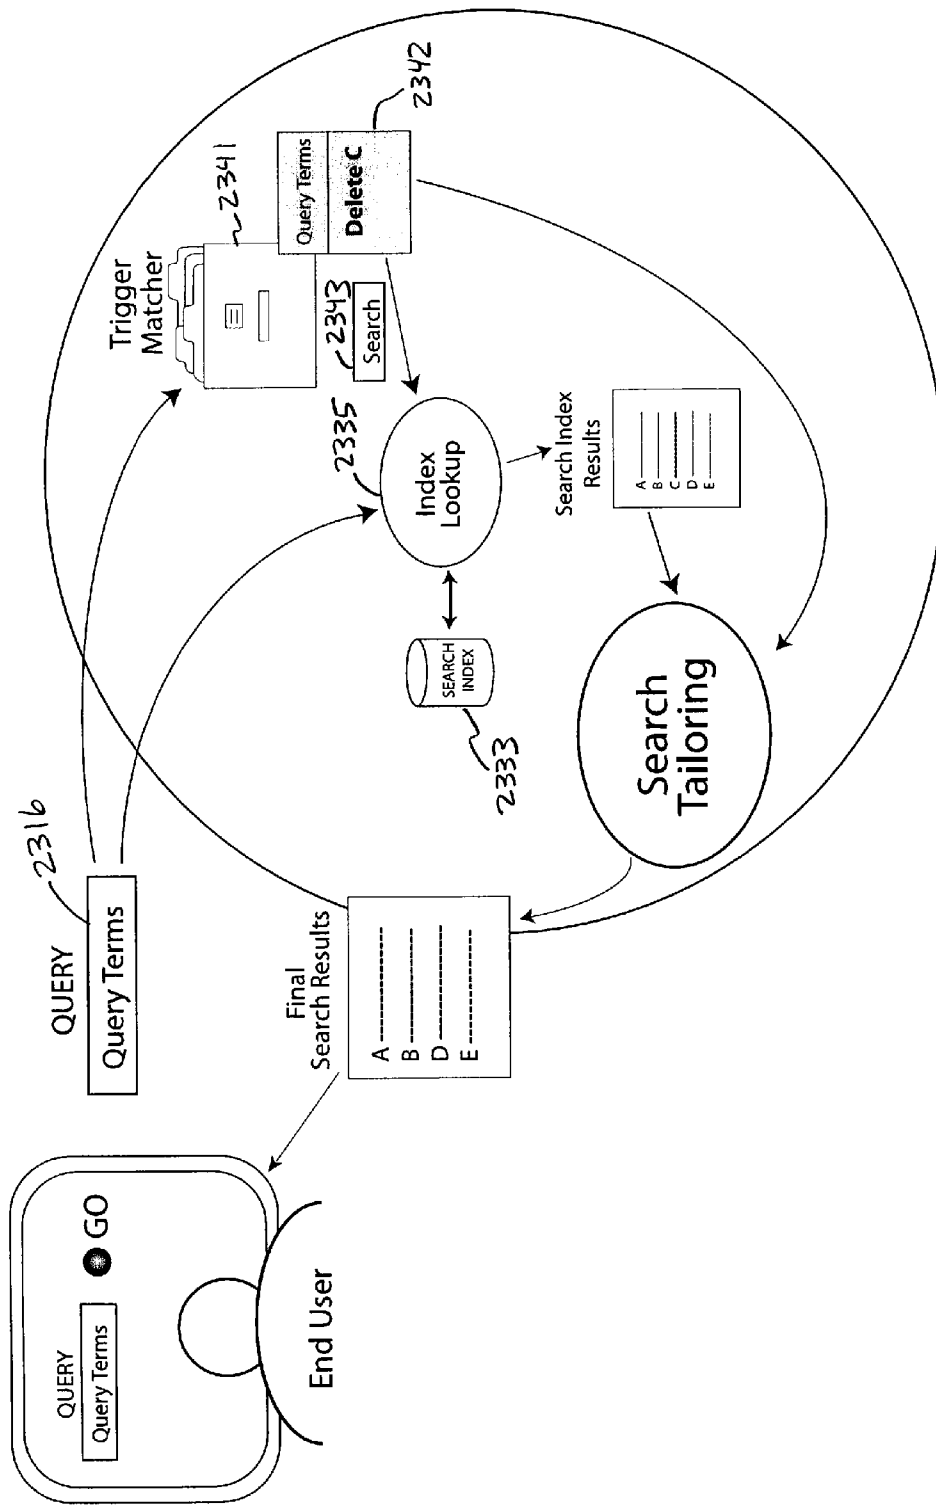 QUERY
Query Terms
GO
End User
QUERY
Query Terms
2316
Trigger
Matcher
2341
Query Terms
Delete C
2342
2343
Search
2335
Index
Lookup
SEARCH
INDEX
2333
Search Index
Results
A
B
C
D
E
Search
Tailoring
Final
Search Results
A
B
D
E